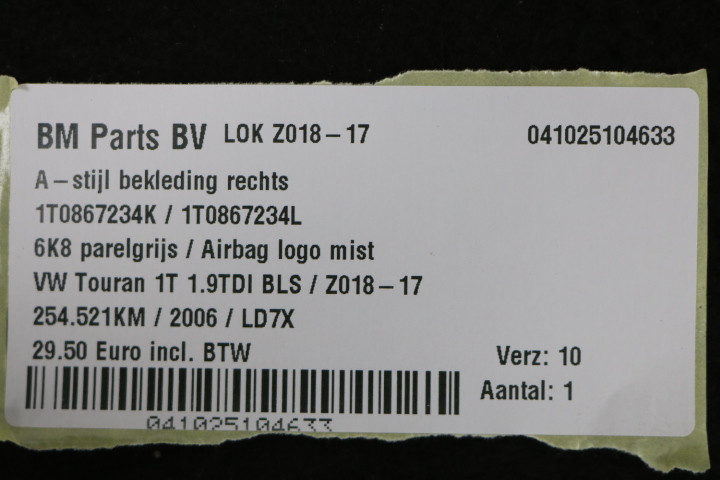 BM Parts BV LOK Z018-17 041025104633
A-stijl bekleding rechts
1T0867234K / 1T0867234L
6K8 parelgrijs / Airbag logo mist
VW Touran 1T 1.9TDI BLS / Z018-17
254.521KM / 2006 / LD7X
29.50 Euro incl. BTW
Verz: 10
Aantal: 1
041025104633